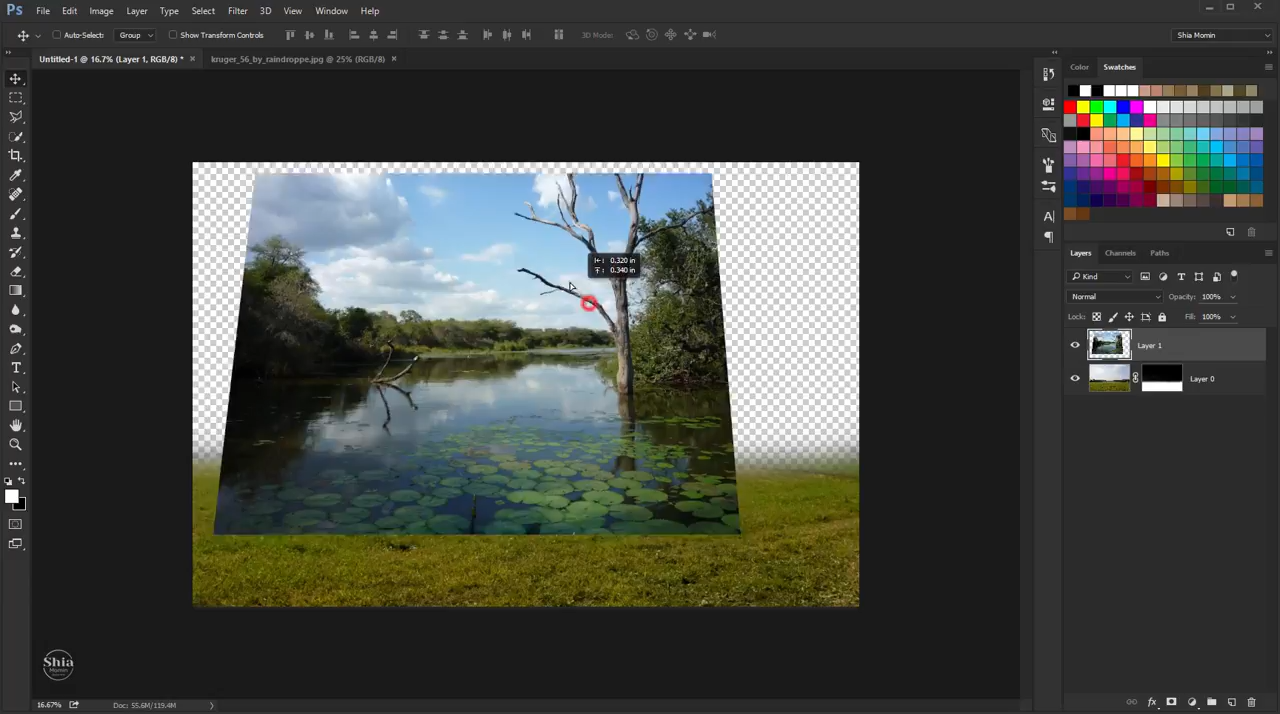 Ps File Edit Image Layer Type Select Filter 3D View Window Help
Auto-Select: Group Show Transform Controls 3D Mode: Shia Momin
Untitled-1 @ 16.7% (Layer 1, RGB/8) * × kruger_56_by_raindroppe.jpg @ 25% (RGB/8) ×
Color Swatches
0.320 in
0.340 in
A
T
Layers Channels Paths
Kind
Normal Opacity: 100%
Lock: Fill: 100%
Layer 1
Layer 0
fx
Shia
Momin
16.67% Doc: 55.6M/119.4M